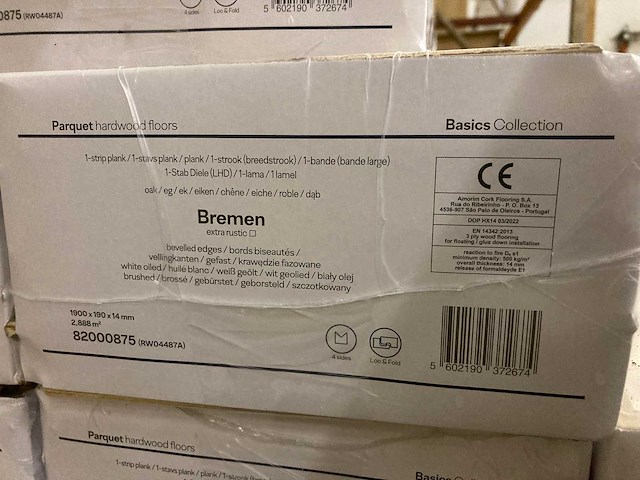 0875 (RW04487A)
4 sides
Loc & Fold
5 602190 372674
Parquet hardwood floors
Basics Collection
1-strip plank / 1-stavs plank / plank / 1-strook (breedstrook) / 1-bande (bande large)
1-Stab Diele (LHD) / 1-lama / 1 lamel
oak / eg / ek / eiken / chêne / eiche / roble / dąb
Bremen
extra rustic
bevelled edges / bords biseautés /
vellingkanten / gefast / krawędzie fazowane
white oiled / huilé blanc / weiß geölt / wit geolied / biały olej
brushed / brossé / gebürstet / geborsteld / szczotkowany
CE
Amorim Cork Flooring S.A.
Rua do Ribeirinho - P. O. Box 13
4536-907 São Paio de Oleiros - Portugal
DOP HX14 03/2022
EN 14342:2013
3 ply wood flooring
for floating / glue down installation
reaction to fire Dfl s1
minimum density: 500 kg/m³
overall thickness: 14 mm
release of formaldeyde E1
1900 x 190 x 14 mm
2,888 m²
82000875 (RW04487A)
4 sides
Loc & Fold
5 602190 372674
Parquet hardwood floors
1-strip plank / 1-stavs plank / plank / 1-strook
Basics